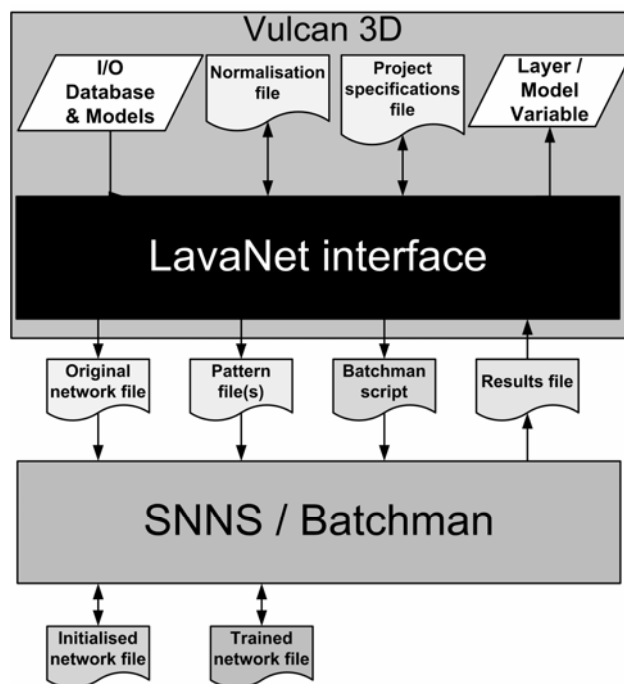 Vulcan 3D
I/O
Database
& Models
Normalisation
file
Project
specifications
file
Layer /
Model
Variable
LavaNet interface
Original
network file
Pattern
file(s)
Batchman
script
Results file
SNNS / Batchman
Initialised
network file
Trained
network file